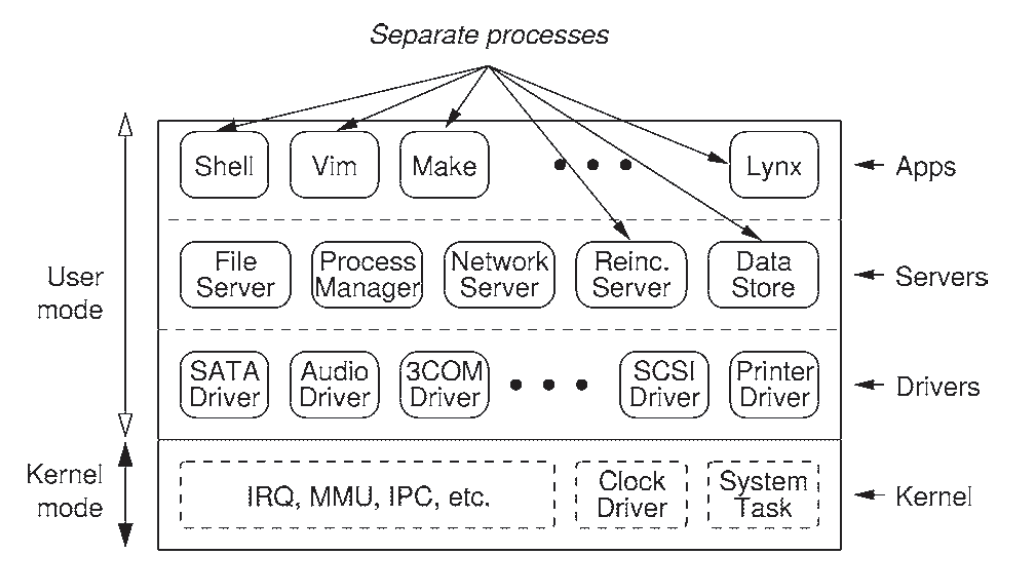 Separate processes
Shell
Vim
Make
Lynx
Apps
User
mode
File
Server
Process
Manager
Network
Server
Reinc.
Server
Data
Store
Servers
SATA
Driver
Audio
Driver
3COM
Driver
SCSI
Driver
Printer
Driver
Drivers
Kernel
mode
IRQ, MMU, IPC, etc.
Clock
Driver
System
Task
Kernel